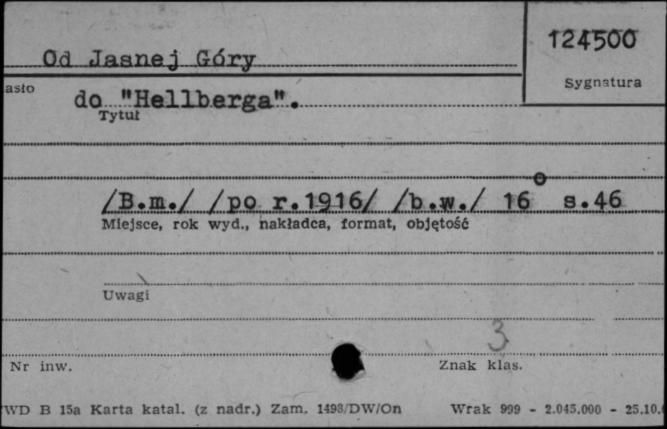 124500
Od Jasnej Góry
Sygnatura
asło
do "Hellberga".
Tytuł
/B.m./ /po r.1916/ /b.w./ 16° s.46
Miejsce, rok wyd., nakładca, format, objętość
Uwagi
3
Nr inw.
Znak klas.
WD B 15a Karta katal. (z nadr.) Zam. 1498/DW/On Wrak 999 - 2.045.000 - 25.10.